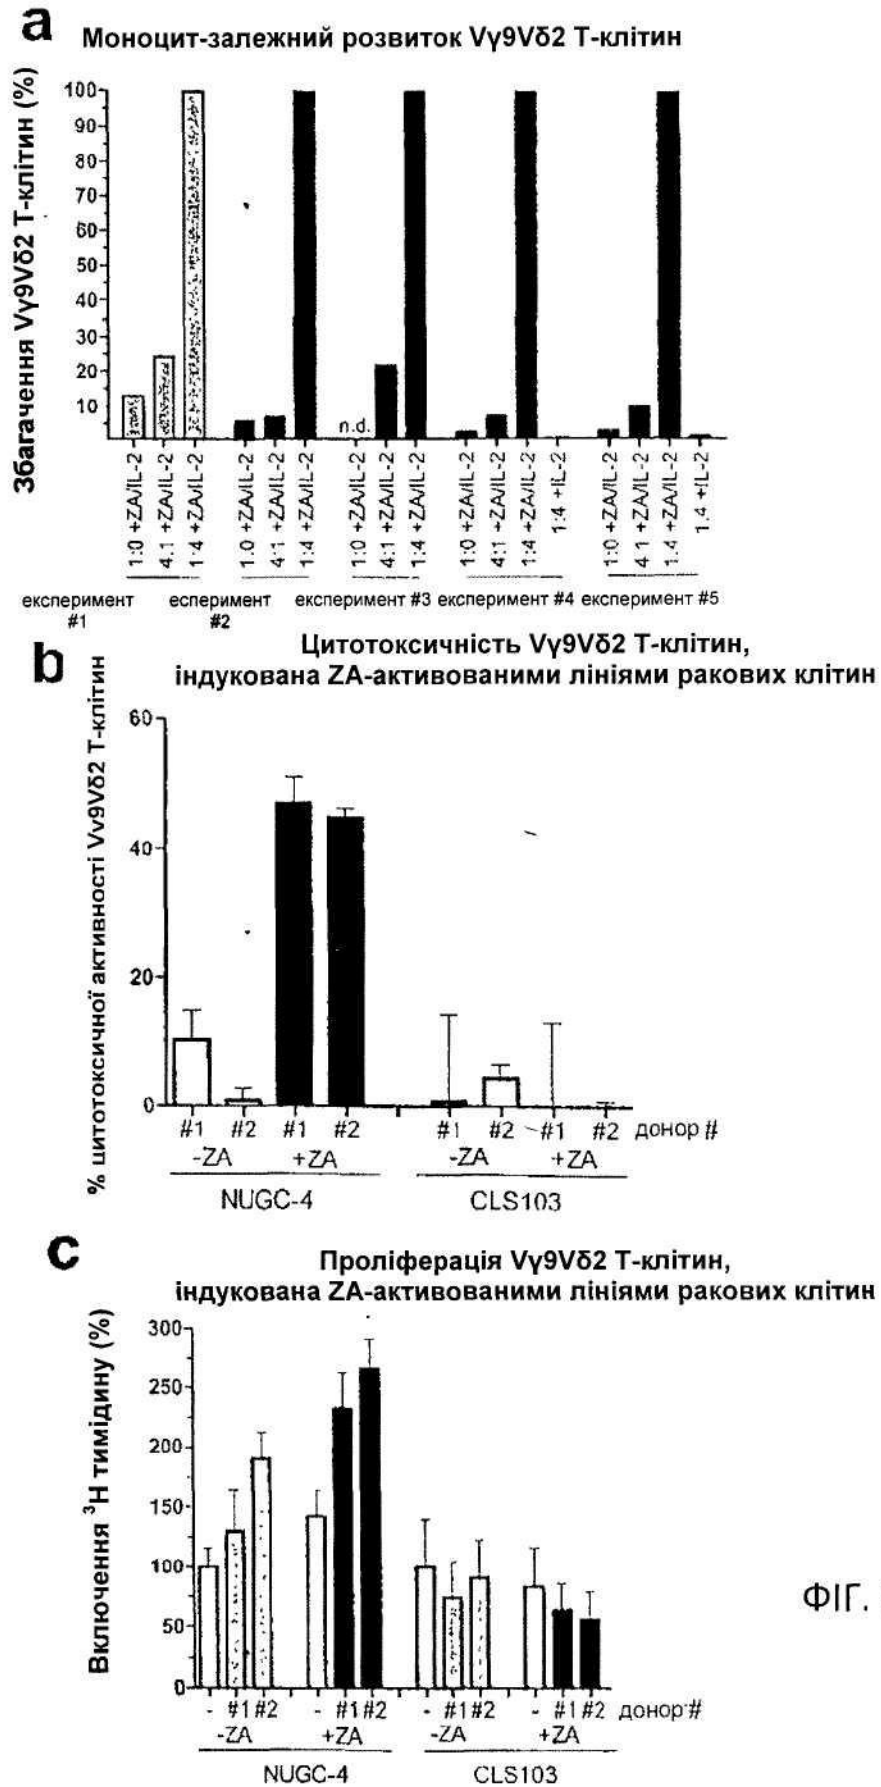 a
Моноцит-залежний розвиток Vγ9Vδ2 Т-клітин
Збагачення Vγ9Vδ2 Т-клітин (%)
100
90
80
70
60
50
40
30
20
10
n.d.
1:0 +ZA/IL-2
4:1 +ZA/IL-2
1:4 +ZA/IL-2
1:0 +ZA/IL-2
4:1 +ZA/IL-2
1:4 +ZA/IL-2
1:0 +ZA/IL-2
4:1 +ZA/IL-2
1:4 +ZA/IL-2
1:0 +ZA/IL-2
4:1 +ZA/IL-2
1:4 +ZA/IL-2
1:4 +IL-2
1:0 +ZA/IL-2
4:1 +ZA/IL-2
1:4 +ZA/IL-2
1:4 +IL-2
експеримент #1
есперимент #2
експеримент #3 експеримент #4 експеримент #5
b
Цитотоксичність Vγ9Vδ2 Т-клітин,
індукована ZA-активованими лініями ракових клітин
% цитотоксичної активності Vγ9Vδ2 Т-клітин
60
40
20
0
#1 #2 #1 #2 #1 #2 #1 #2 донор #
-ZA +ZA -ZA +ZA
NUGC-4 CLS103
c
Проліферація Vγ9Vδ2 Т-клітин,
індукована ZA-активованими лініями ракових клітин
Включення ³H тимідину (%)
300
250
200
150
100
50
0
- #1 #2 - #1 #2 - #1 #2 - #1 #2 донор #
-ZA +ZA -ZA +ZA
NUGC-4 CLS103
ФІГ.